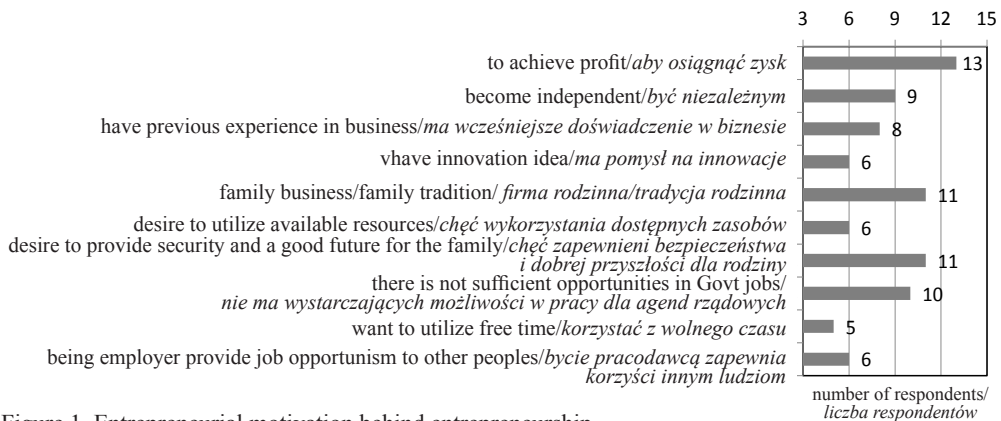 3 6 9 12 15
to achieve profit/aby osiągnąć zysk 13
become independent/być niezależnym 9
have previous experience in business/ma wcześniejsze doświadczenie w biznesie 8
vhave innovation idea/ma pomysł na innowacje 6
family business/family tradition/ firma rodzinna/tradycja rodzinna 11
desire to utilize available resources/chęć wykorzystania dostępnych zasobów 6
desire to provide security and a good future for the family/chęć zapewnieni bezpieczeństwa
i dobrej przyszłości dla rodziny 11
there is not sufficient opportunities in Govt jobs/
nie ma wystarczających możliwości w pracy dla agend rządowych 10
want to utilize free time/korzystać z wolnego czasu 5
being employer provide job opportunism to other peoples/bycie pracodawcą zapewnia 6
korzyści innym ludziom
number of respondents/
liczba respondentów
Figure 1. Entrepreneurial motivation behind entrepreneurship